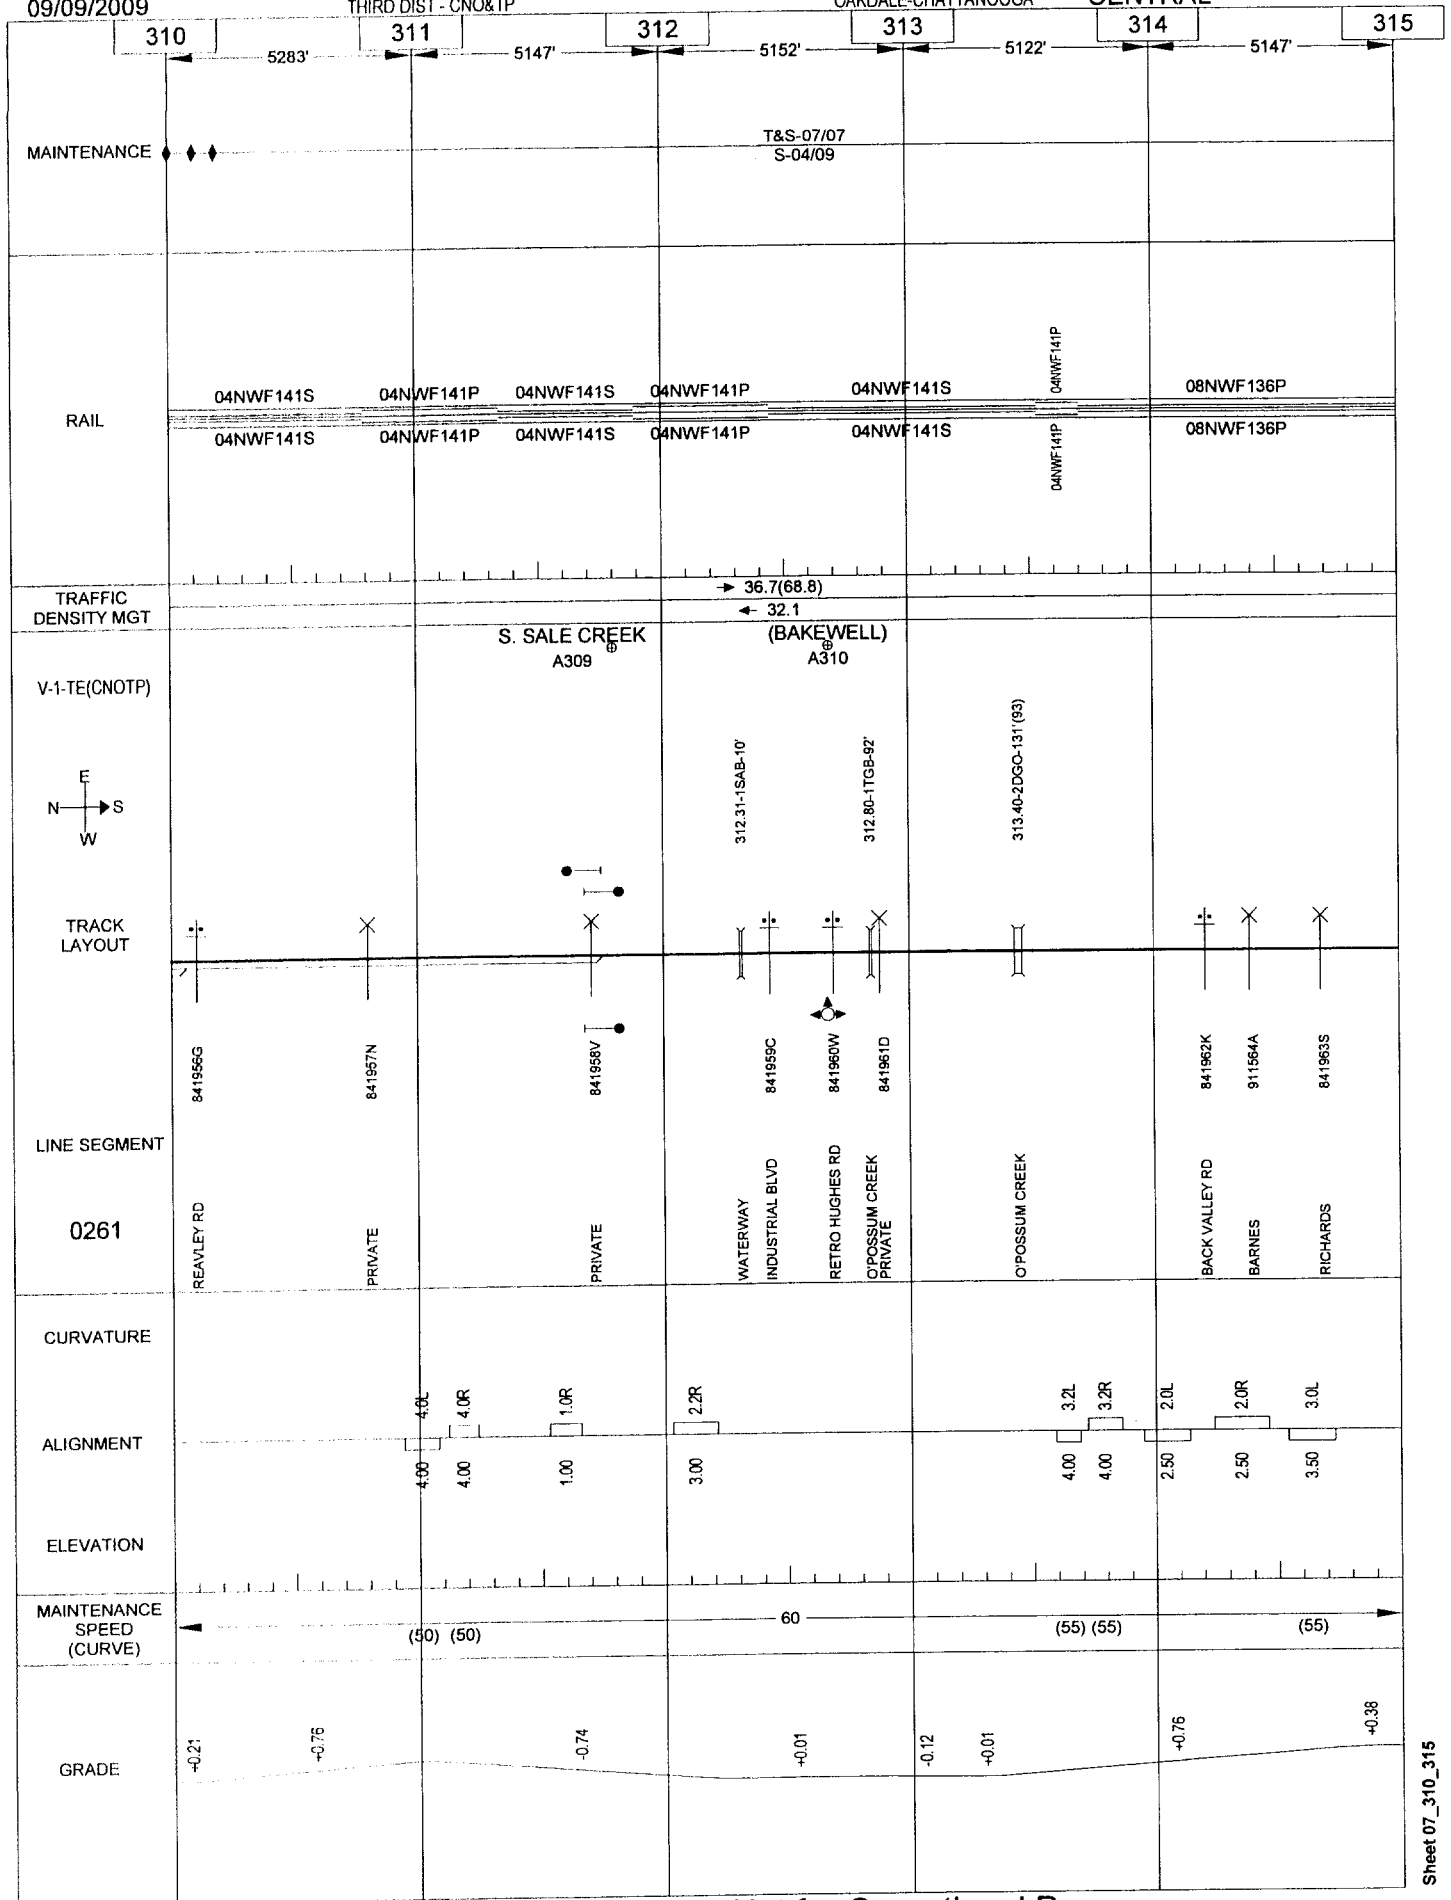 09/09/2009 THIRD DIST - CNO&TP OAKDALE-CHATTANOOGA CENTRAL
310 311 312 313 314 315
5283' 5147' 5152' 5122' 5147'
MAINTENANCE
T&S-07/07
S-04/09
RAIL
04NWF141S 04NWF141P 04NWF141S 04NWF141P 04NWF141S 04NWF141P 08NWF136P
04NWF141S 04NWF141P 04NWF141S 04NWF141P 04NWF141S 04NWF141P 08NWF136P
TRAFFIC
DENSITY MGT
36.7(68.8)
32.1
S. SALE CREEK (BAKEWELL)
A309 A310
V-1-TE(CNOTP)
E
N S
W
312.31-1SAB-10'
312.80-1TGB-92'
313.40-2DGO-131'(93)
TRACK
LAYOUT
841956G 841957N 841958V 841959C 841960W 841961D 841962K 911564A 841963S
LINE SEGMENT
0261
REAVLEY RD
PRIVATE
PRIVATE
WATERWAY
INDUSTRIAL BLVD
RETRO HUGHES RD
O'POSSUM CREEK
PRIVATE
O'POSSUM CREEK
BACK VALLEY RD
BARNES
RICHARDS
CURVATURE
4.0L 4.0R 1.0R 2.2R 3.2L 3.2R 2.0L 2.0R 3.0L
ALIGNMENT
4.00 4.00 1.00 3.00 4.00 4.00 2.50 2.50 3.50
ELEVATION
MAINTENANCE
SPEED
(CURVE)
60
(50) (50) (55) (55) (55)
GRADE
+0.21 +0.76 -0.74 +0.01 -0.12 +0.01 +0.76 +0.38
Sheet 07_310_315